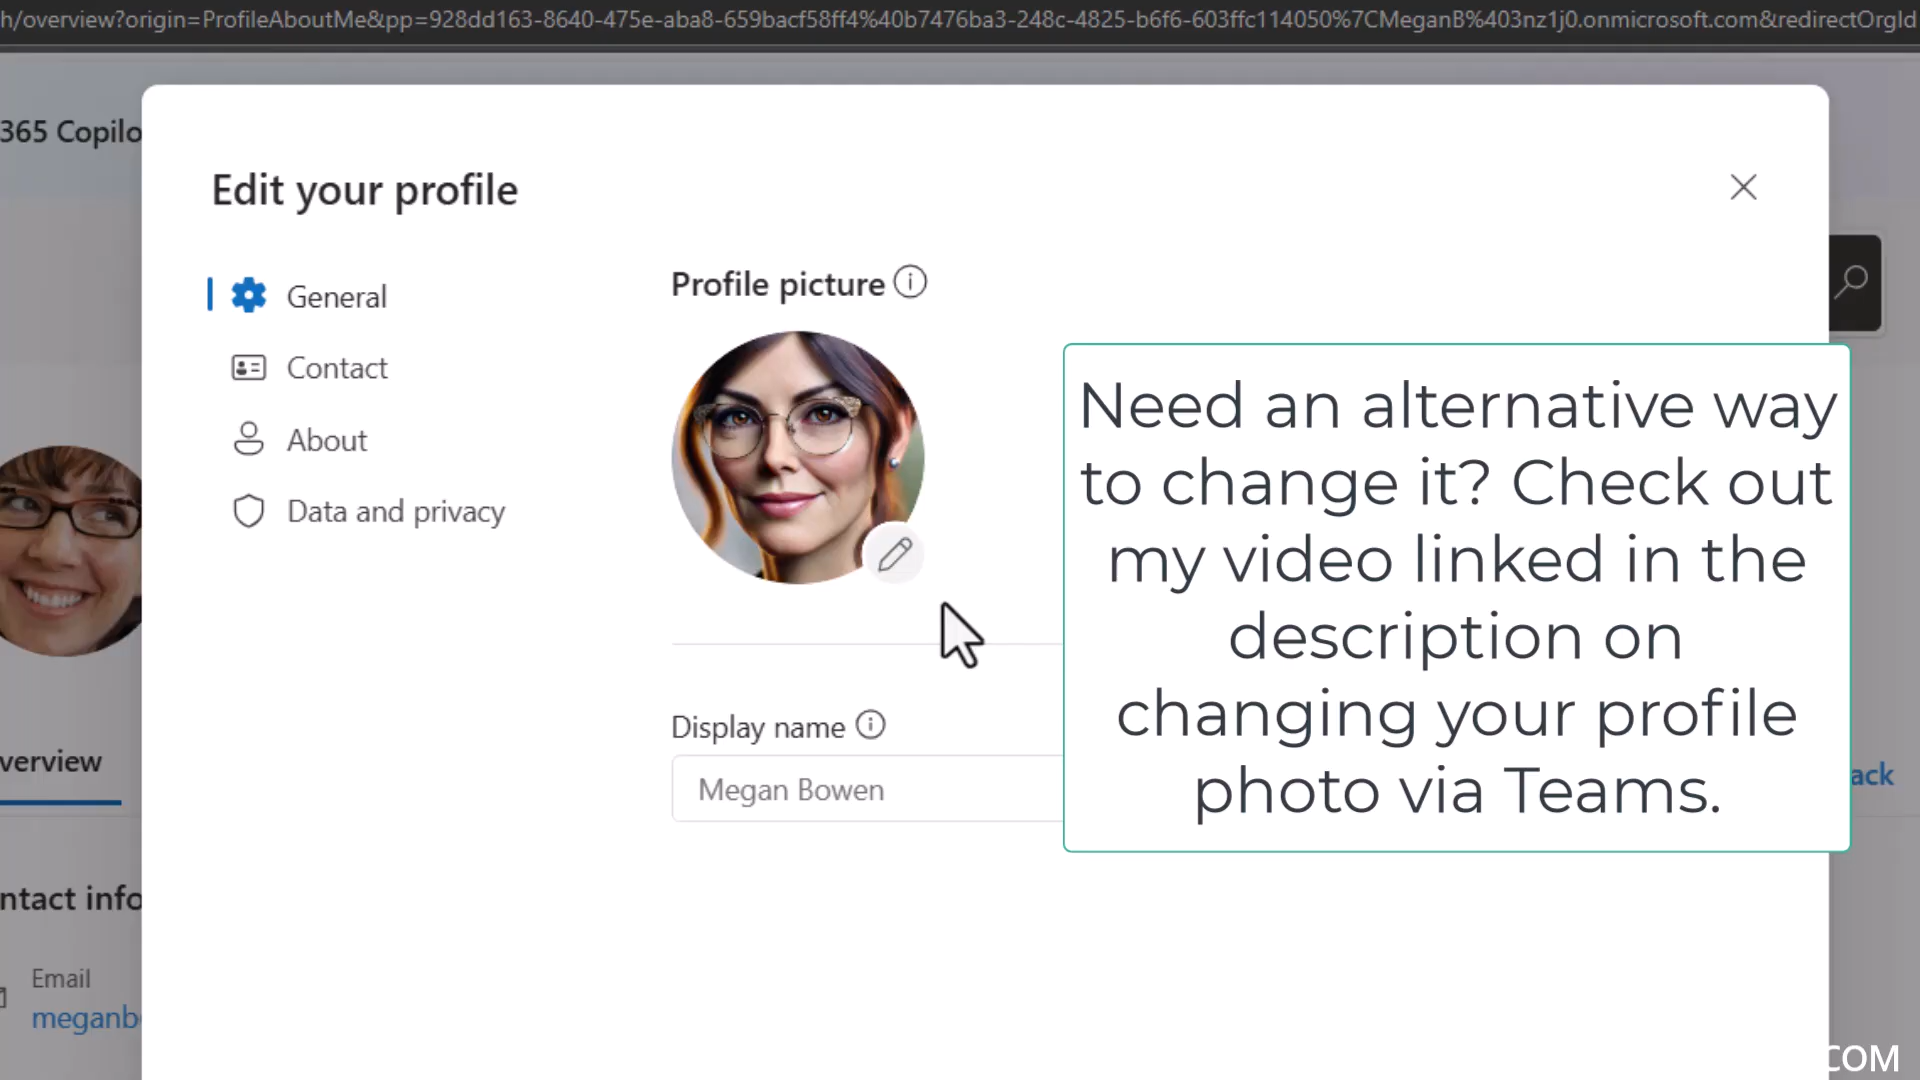 h/overview?origin=ProfileAboutMe&pp=928dd163-8640-475e-aba8-659bacf58ff4%40b7476ba3-248c-4825-b6f6-603ffc114050%7CMeganB%403nz1j0.onmicrosoft.com&redirectOrgId
365 Copilo
Edit your profile
General
Contact
About
Data and privacy
Profile picture
Need an alternative way
to change it? Check out
my video linked in the
description on
changing your profile
photo via Teams.
Display name
Megan Bowen
verview
ack
ntact info
Email
meganb
.COM